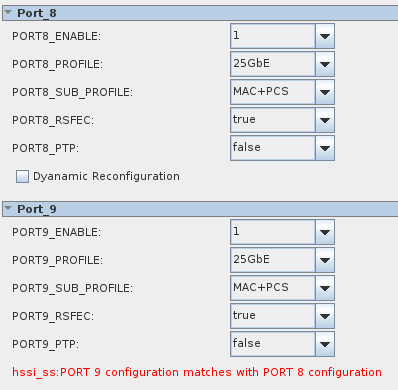 Port_8
PORT8_ENABLE: 1
PORT8_PROFILE: 25GbE
PORT8_SUB_PROFILE: MAC+PCS
PORT8_RSFEC: true
PORT8_PTP: false
Dyanamic Reconfiguration
Port_9
PORT9_ENABLE: 1
PORT9_PROFILE: 25GbE
PORT9_SUB_PROFILE: MAC+PCS
PORT9_RSFEC: true
PORT9_PTP: false
hssi_ss:PORT 9 configuration matches with PORT 8 configuration